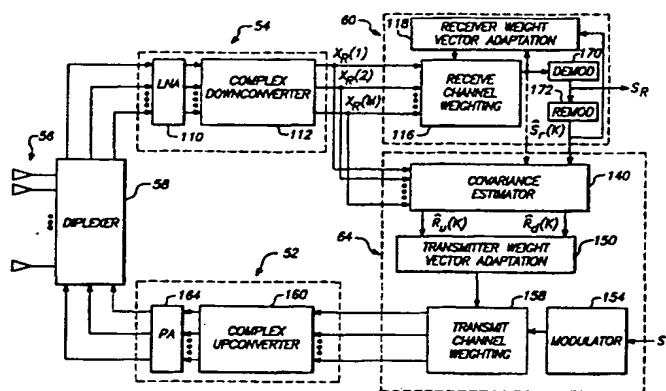 54
60
118
RECEIVER WEIGHT
VECTOR ADAPTATION
170
X_R(1)
X_R(2)
X_R(M)
LNA
COMPLEX
DOWNCONVERTER
RECEIVE
CHANNEL
WEIGHTING
DEMOD
S_R
172
REMOD
110
112
116
Ŝ_r(K)
56
58
DIPLEXER
COVARIANCE
ESTIMATOR
140
R̂_u(K)
R̂_d(K)
64
TRANSMITTER WEIGHT
VECTOR ADAPTATION
150
52
164
160
158
154
PA
COMPLEX
UPCONVERTER
TRANSMIT
CHANNEL
WEIGHTING
MODULATOR
S